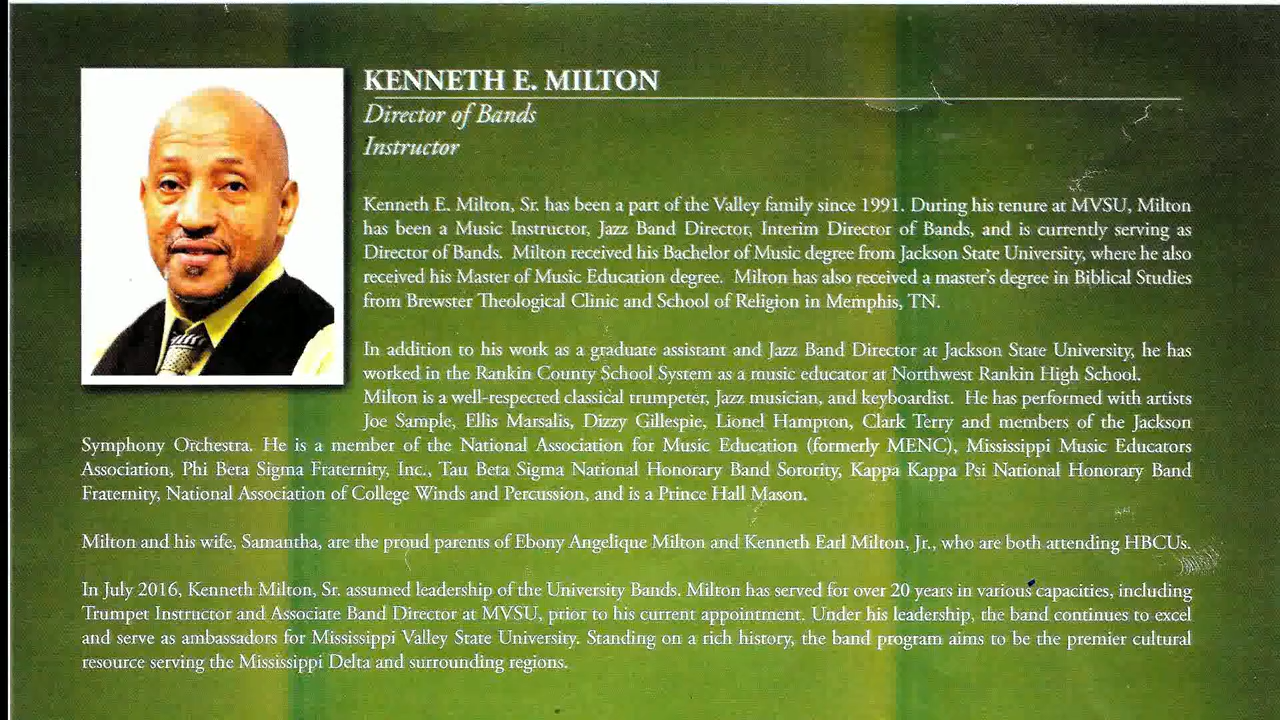 KENNETH E. MILTON
Director of Bands
Instructor
Kenneth E. Milton, Sr. has been a part of the Valley family since 1991. During his tenure at MVSU, Milton
has been a Music Instructor, Jazz Band Director, Interim Director of Bands, and is currently serving as
Director of Bands. Milton received his Bachelor of Music degree from Jackson State University, where he also
received his Master of Music Education degree. Milton has also received a master's degree in Biblical Studies
from Brewster Theological Clinic and School of Religion in Memphis, TN.
In addition to his work as a graduate assistant and Jazz Band Director at Jackson State University, he has
worked in the Rankin County School System as a music educator at Northwest Rankin High School.
Milton is a well-respected classical trumpeter, Jazz musician, and keyboardist. He has performed with artists
Joe Sample, Ellis Marsalis, Dizzy Gillespie, Lionel Hampton, Clark Terry and members of the Jackson
Symphony Orchestra. He is a member of the National Association for Music Education (formerly MENC), Mississippi Music Educators
Association, Phi Beta Sigma Fraternity, Inc., Tau Beta Sigma National Honorary Band Sorority, Kappa Kappa Psi National Honorary Band
Fraternity, National Association of College Winds and Percussion, and is a Prince Hall Mason.
Milton and his wife, Samantha, are the proud parents of Ebony Angelique Milton and Kenneth Earl Milton, Jr., who are both attending HBCUs.
In July 2016, Kenneth Milton, Sr. assumed leadership of the University Bands. Milton has served for over 20 years in various capacities, including
Trumpet Instructor and Associate Band Director at MVSU, prior to his current appointment. Under his leadership, the band continues to excel
and serve as ambassadors for Mississippi Valley State University. Standing on a rich history, the band program aims to be the premier cultural
resource serving the Mississippi Delta and surrounding regions.